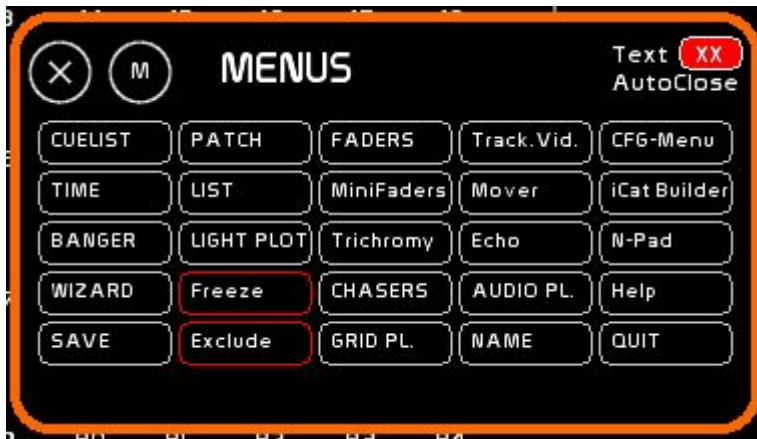 X M MENUS Text XX
AutoClose
CUELIST PATCH FADERS Track.Vid. CFG-Menu
TIME LIST MiniFaders Mover iCat Builder
BANGER LIGHT PLOT Trichromy Echo N-Pad
WIZARD Freeze CHASERS AUDIO PL. Help
SAVE Exclude GRID PL. NAME QUIT